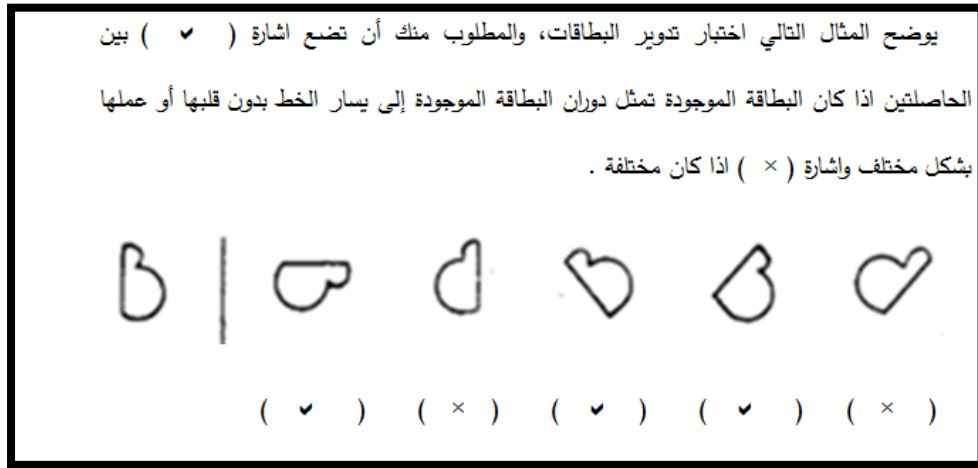 يوضح المثال التالي اختبار تدوير البطاقات، والمطلوب منك أن تضع اشارة ( ✔ ) بين
الحاصلتين اذا كان البطاقة الموجودة تمثل دوران البطاقة الموجودة إلى يسار الخط بدون قلبها أو عملها
بشكل مختلف واشارة ( × ) اذا كان مختلفة .
( ✔ ) ( × ) ( ✔ ) ( ✔ ) ( × )